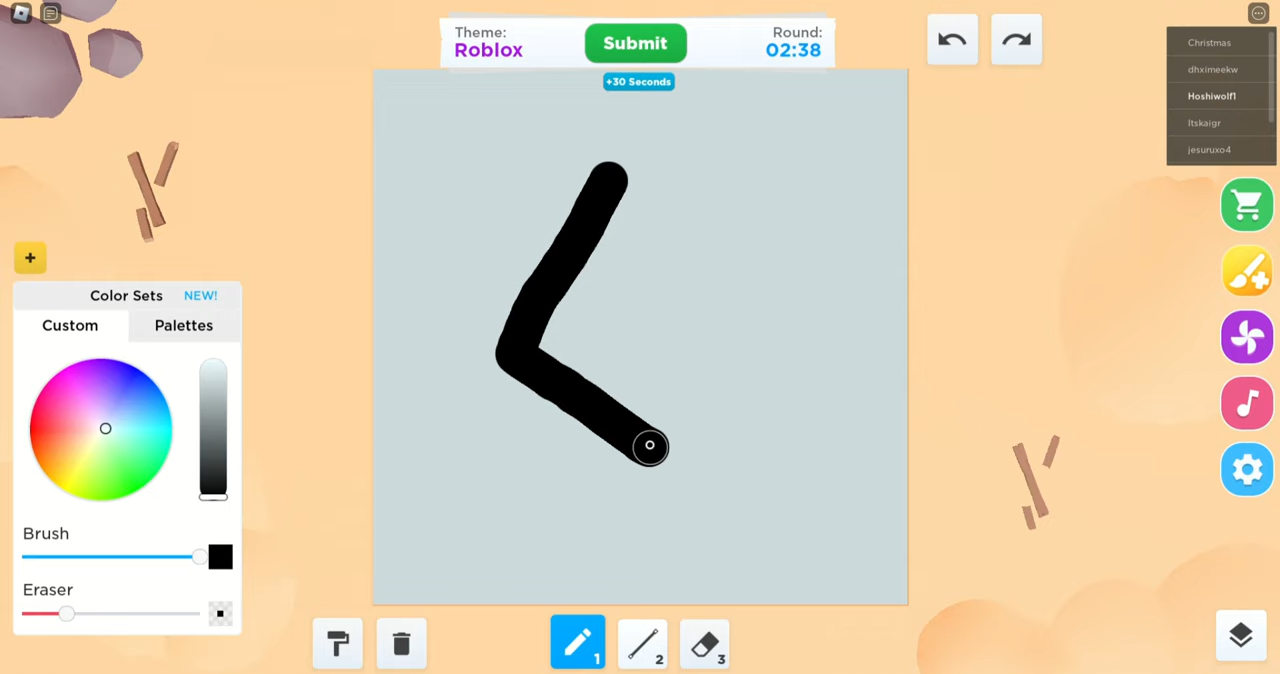 Theme:
Roblox
Submit
Round:
02:38
+30 Seconds
Christmas
dhximeekw
Hoshiwolf1
Itskaigr
jesuruxo4
+
Color Sets NEW!
Custom Palettes
Brush
Eraser
1
2
3